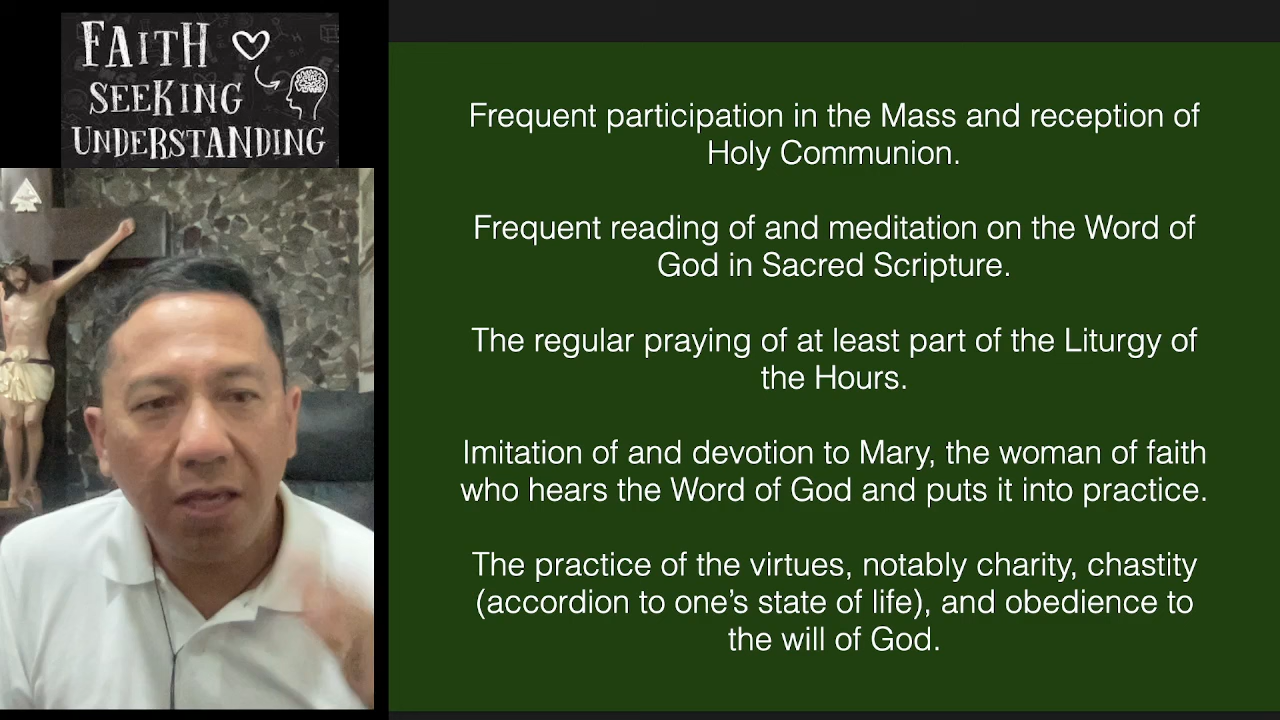 FAITH
SEEKING
UNDERSTANDING
Frequent participation in the Mass and reception of
Holy Communion.
Frequent reading of and meditation on the Word of
God in Sacred Scripture.
The regular praying of at least part of the Liturgy of
the Hours.
Imitation of and devotion to Mary, the woman of faith
who hears the Word of God and puts it into practice.
The practice of the virtues, notably charity, chastity
(accordion to one’s state of life), and obedience to
the will of God.